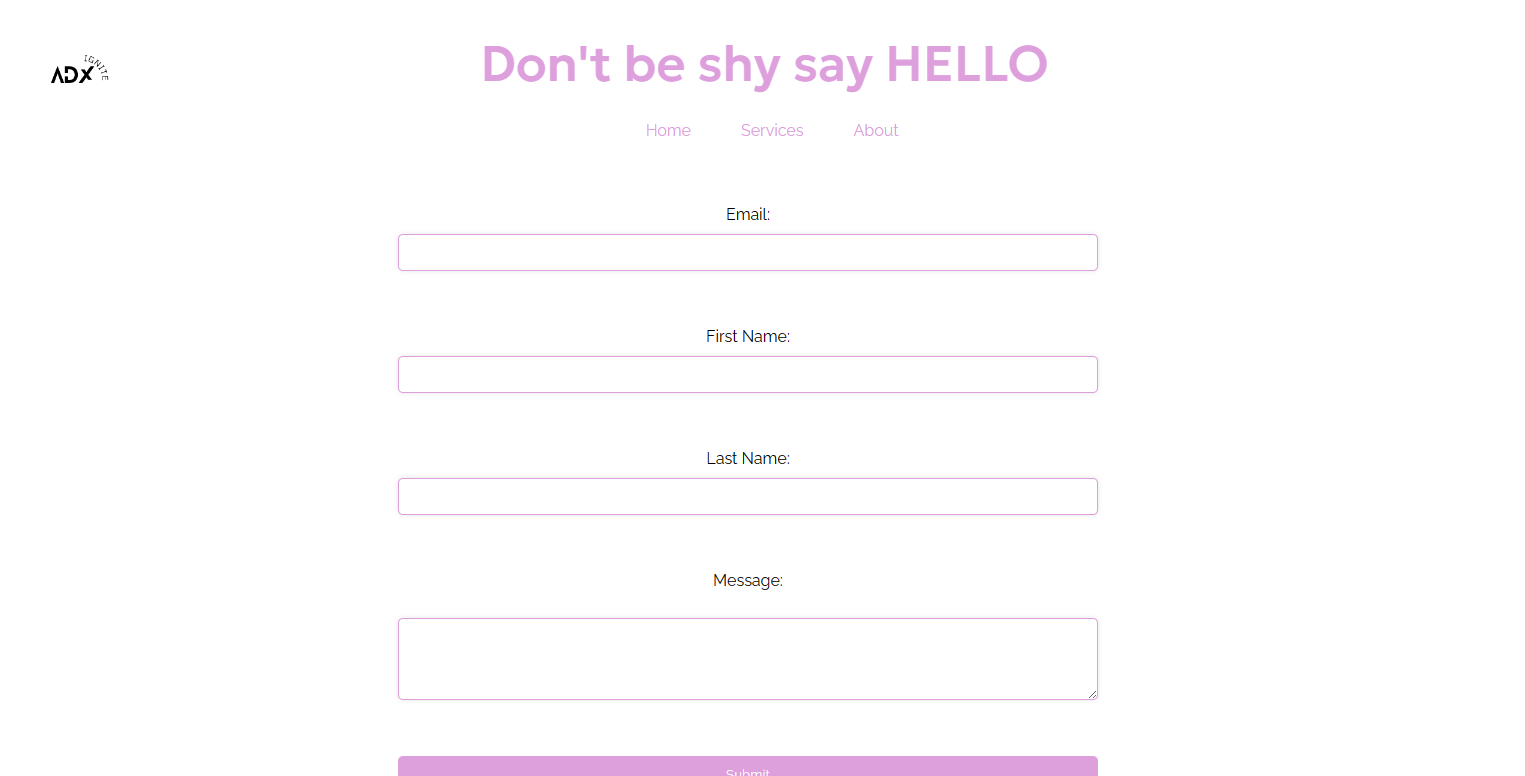 ADX IGNITE
Don't be shy say HELLO
Home Services About
Email:
First Name:
Last Name:
Message:
Submit